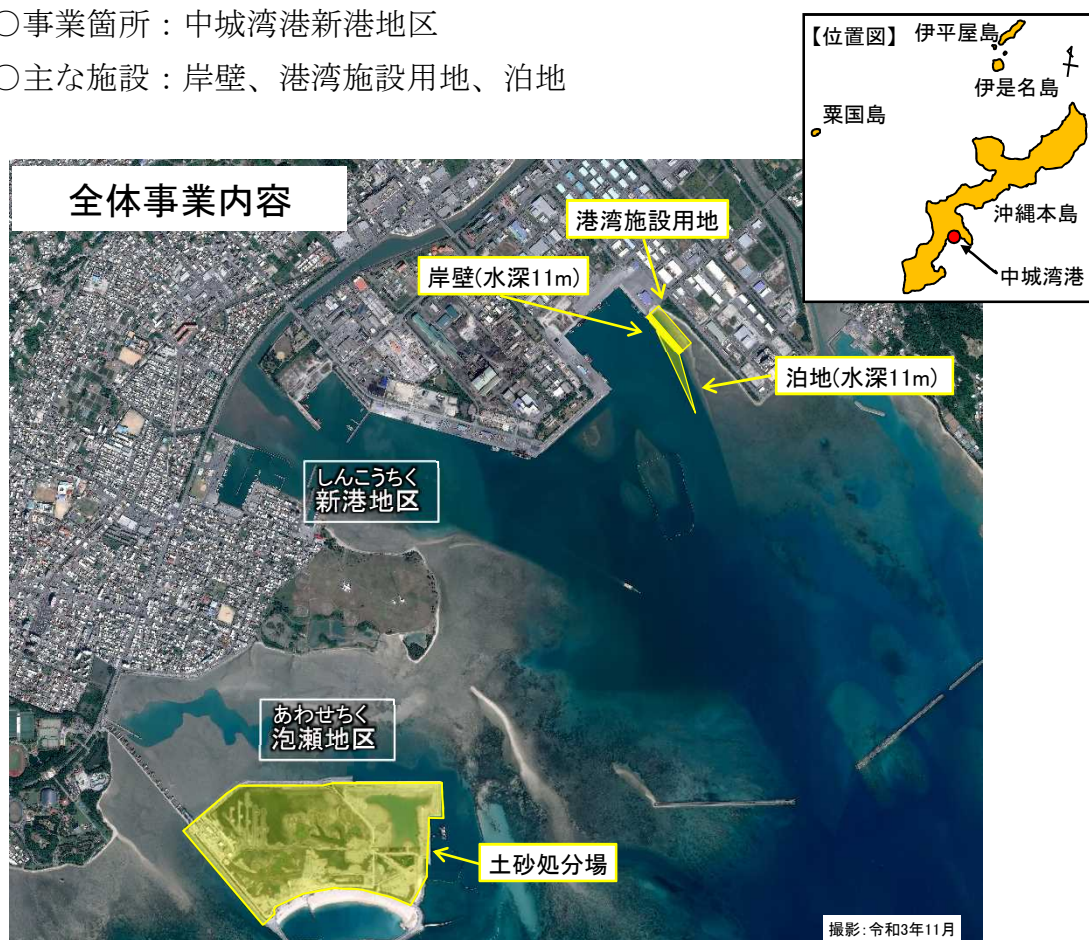 ○事業箇所：中城湾港新港地区
○主な施設：岸壁、港湾施設用地、泊地
【位置図】
伊平屋島
伊是名島
粟国島
沖縄本島
中城湾港
全体事業内容
港湾施設用地
岸壁(水深11m)
泊地(水深11m)
しんこうちく
新港地区
あわせちく
泡瀬地区
土砂処分場
撮影：令和3年11月